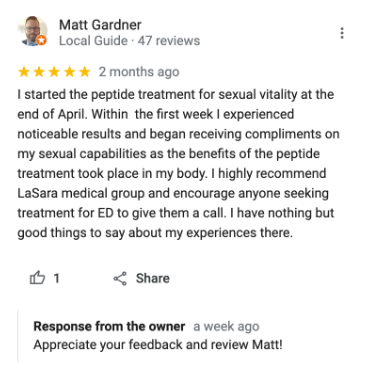 Matt Gardner
Local Guide · 47 reviews
2 months ago
I started the peptide treatment for sexual vitality at the
end of April. Within  the first week I experienced
noticeable results and began receiving compliments on
my sexual capabilities as the benefits of the peptide
treatment took place in my body. I highly recommend
LaSara medical group and encourage anyone seeking
treatment for ED to give them a call. I have nothing but
good things to say about my experiences there.
1 Share
Response from the owner a week ago
Appreciate your feedback and review Matt!